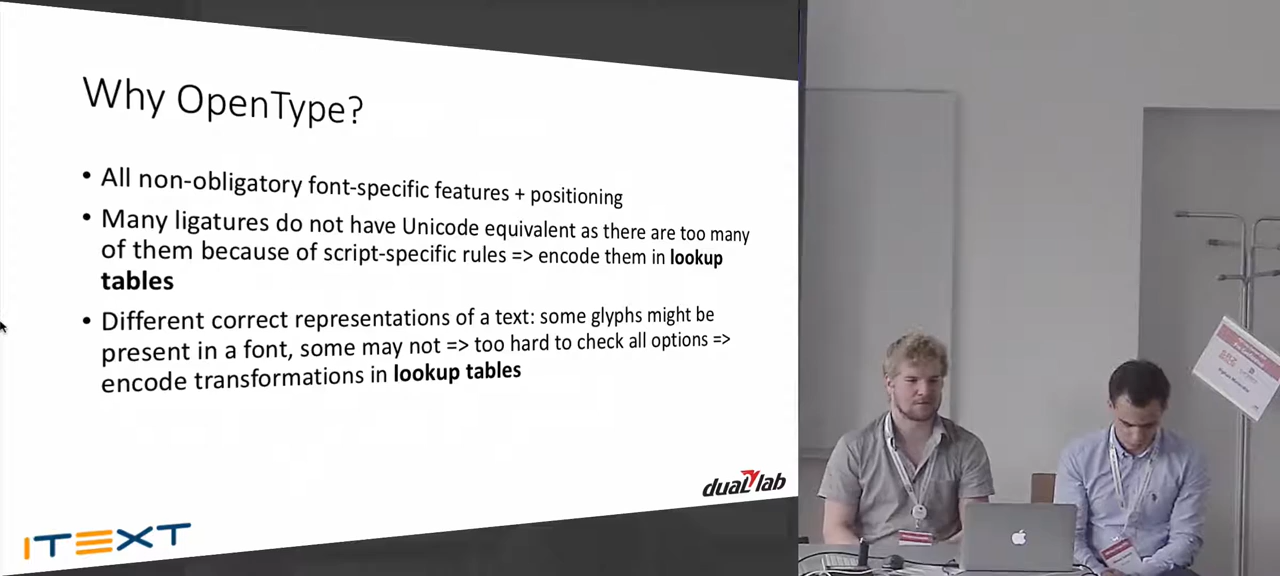 Why OpenType?
• All non-obligatory font-specific features + positioning
• Many ligatures do not have Unicode equivalent as there are too many
of them because of script-specific rules => encode them in lookup
tables
• Different correct representations of a text: some glyphs might be
present in a font, some may not => too hard to check all options =>
encode transformations in lookup tables
dual lab
ITEXT